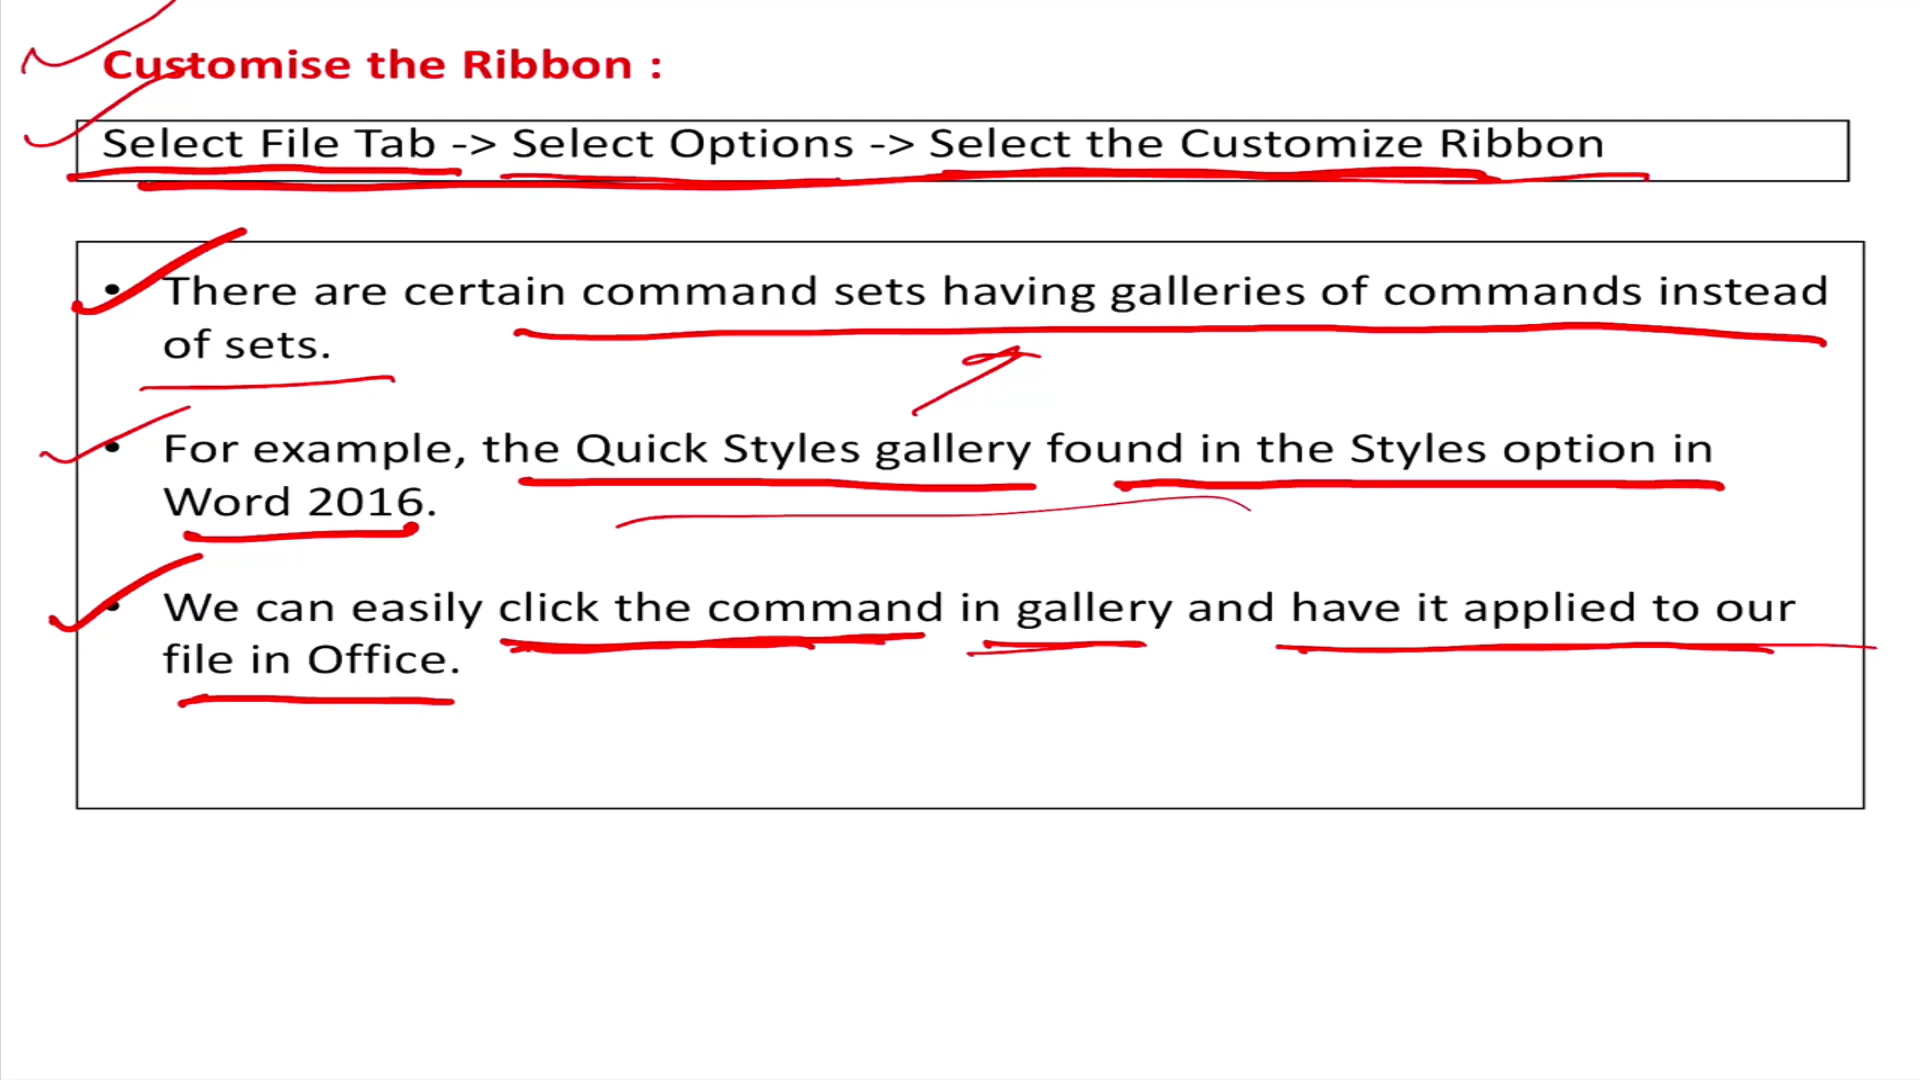 Customise the Ribbon :
Select File Tab -> Select Options -> Select the Customize Ribbon
• There are certain command sets having galleries of commands instead
of sets.
• For example, the Quick Styles gallery found in the Styles option in
Word 2016.
• We can easily click the command in gallery and have it applied to our
file in Office.